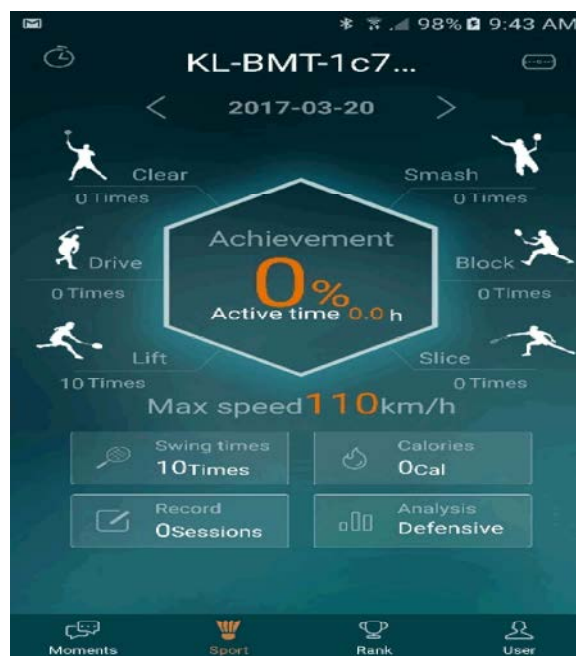 98% 9:43 AM
KL-BMT-1c7...
2017-03-20
Clear
0 Times
Smash
0 Times
Achievement
0%
Active time 0.0 h
Drive
0 Times
Block
0 Times
Lift
10 Times
Slice
0 Times
Max speed 110km/h
Swing times
10Times
Calories
0Cal
Record
0Sessions
Analysis
Defensive
Moments
Sport
Rank
User